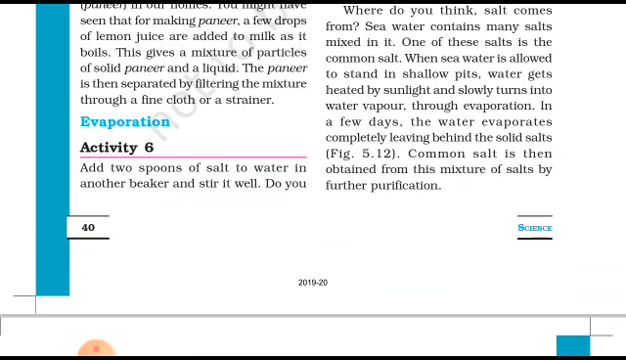 (paneer) in our homes. You might have
seen that for making paneer, a few drops
of lemon juice are added to milk as it
boils. This gives a mixture of particles
of solid paneer and a liquid. The paneer
is then separated by filtering the mixture
through a fine cloth or a strainer.
Evaporation
Activity 6
Add two spoons of salt to water in
another beaker and stir it well. Do you
Where do you think, salt comes
from? Sea water contains many salts
mixed in it. One of these salts is the
common salt. When sea water is allowed
to stand in shallow pits, water gets
heated by sunlight and slowly turns into
water vapour, through evaporation. In
a few days, the water evaporates
completely leaving behind the solid salts
(Fig. 5.12). Common salt is then
obtained from this mixture of salts by
further purification.
40
SCIENCE
2019-20